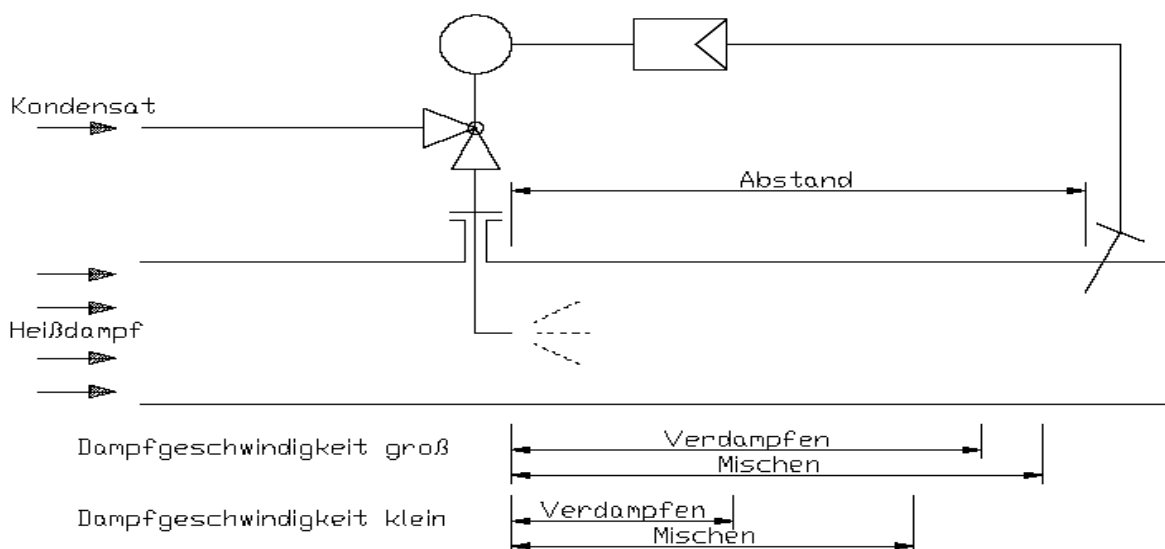 Kondensat
Abstand
Heißdampf
Dampfgeschwindigkeit groß
Verdampfen
Mischen
Dampfgeschwindigkeit klein
Verdampfen
Mischen